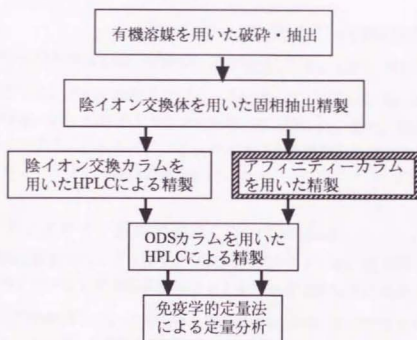 有機溶媒を用いた破砕・抽出
陰イオン交換体を用いた固相抽出精製
陰イオン交換カラムを
用いたHPLCによる精製
アフィニティーカラム
を用いた精製
ODSカラムを用いた
HPLCによる精製
免疫学的定量法
による定量分析